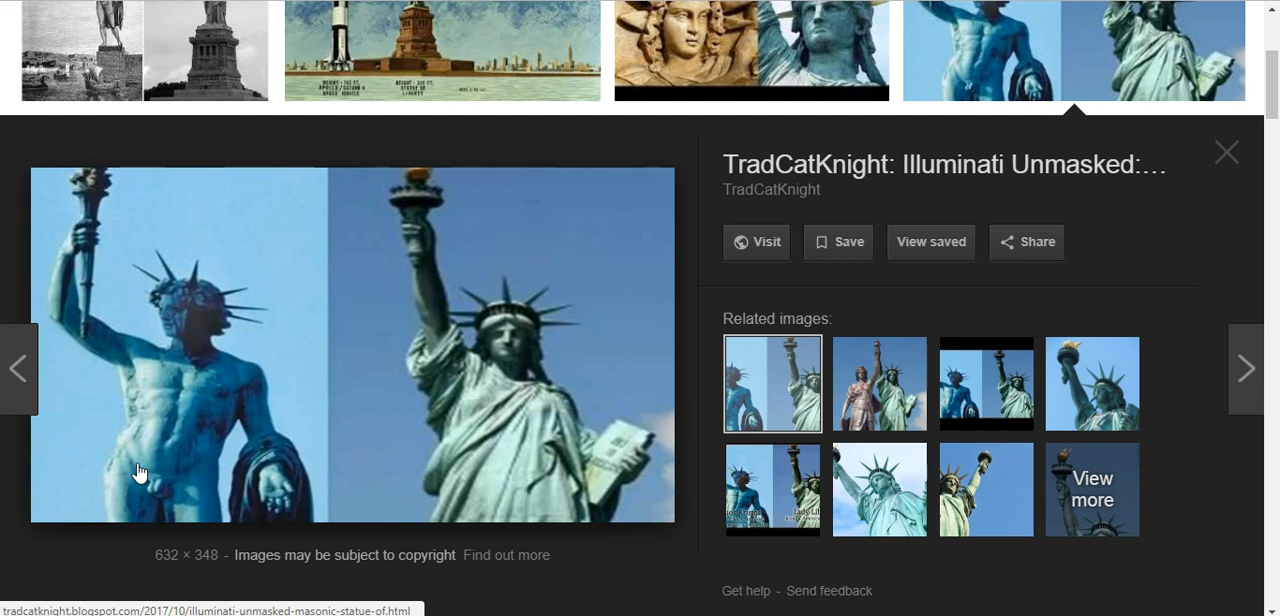 TradCatKnight: Illuminati Unmasked:…
TradCatKnight
Visit
Save
View saved
Share
Related images:
View
more
632 × 348 - Images may be subject to copyright Find out more
Get help - Send feedback
tradcatknight.blogspot.com/2017/10/illuminati-unmasked-masonic-statue-of.html